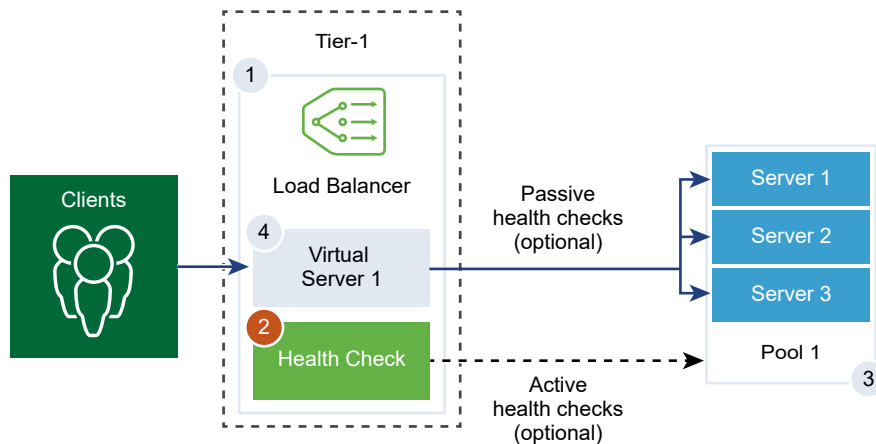 Tier-1
1
Load Balancer
Clients
4
Virtual
Server 1
2
Health Check
Passive
health checks
(optional)
Active
health checks
(optional)
Server 1
Server 2
Server 3
Pool 1
3